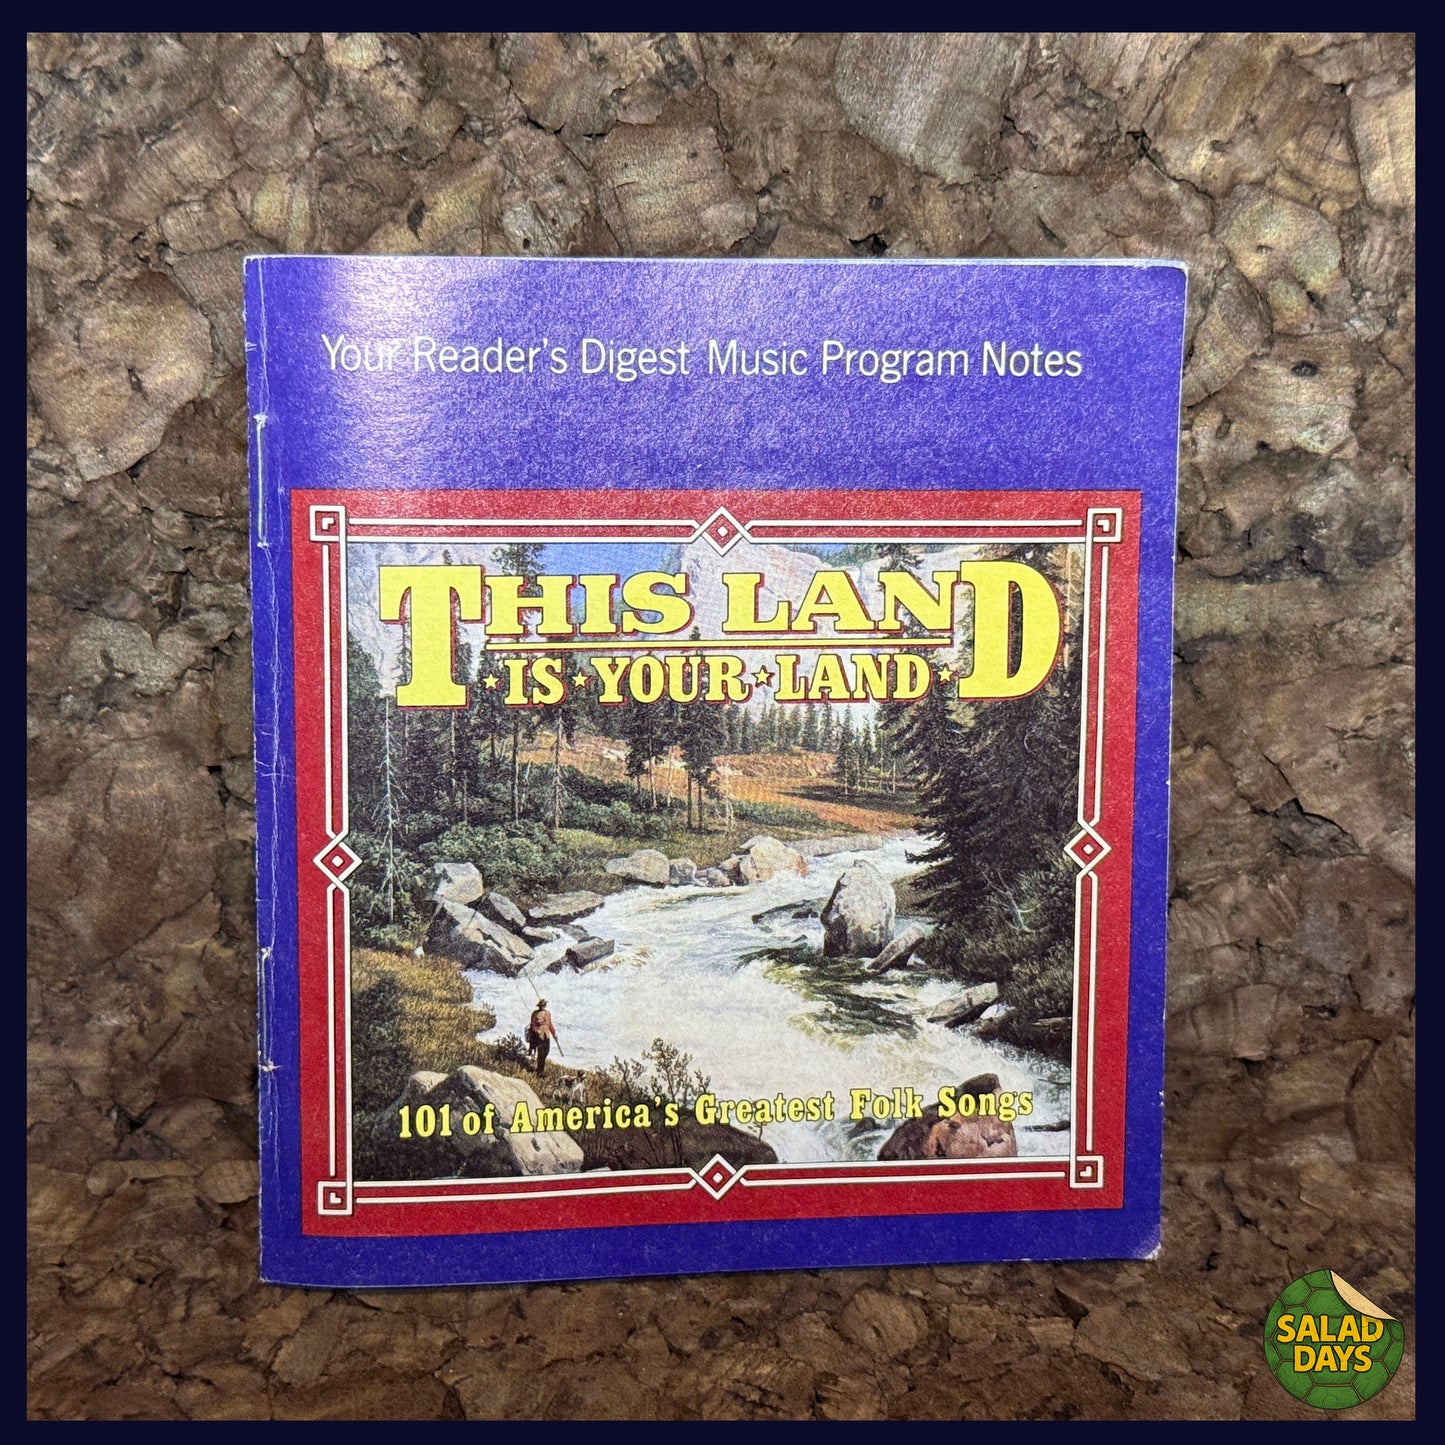 Your Reader's Digest Music Program Notes
THIS LAND
IS YOUR LAND
101 of America's Greatest Folk Songs
SALAD
DAYS